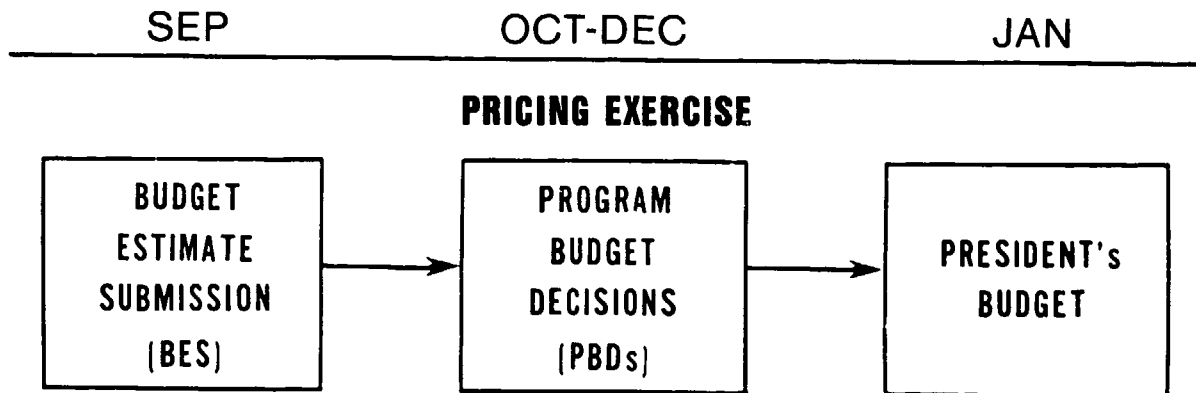 SEP OCT-DEC JAN
PRICING EXERCISE
BUDGET
ESTIMATE
SUBMISSION
(BES)
PROGRAM
BUDGET
DECISIONS
(PBDs)
PRESIDENT's
BUDGET